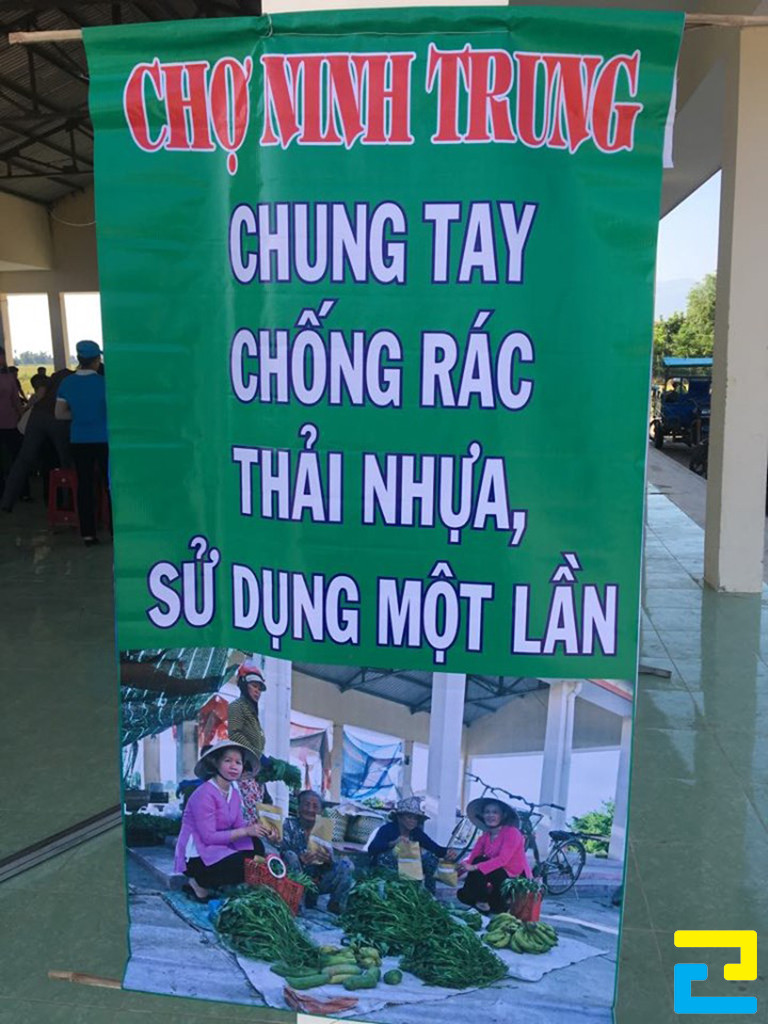 CHỢ NINH TRUNG
CHUNG TAY
CHỐNG RÁC
THẢI NHỰA,
SỬ DỤNG MỘT LẦN